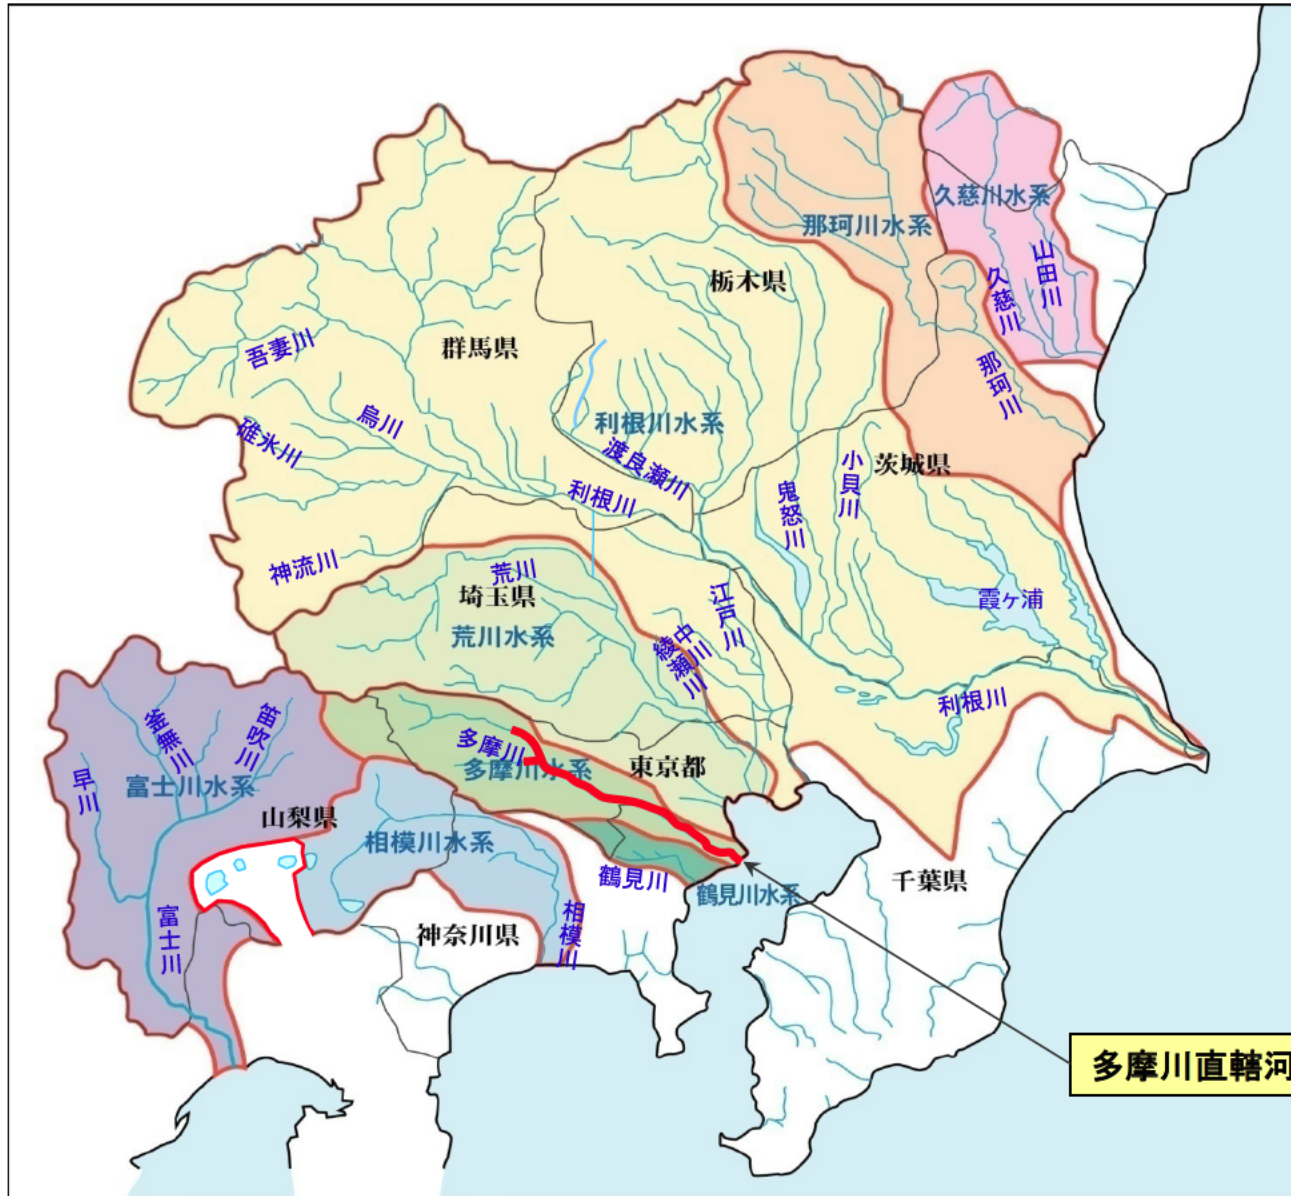 久慈川水系
那珂川水系
山田川
久慈川
栃木県
吾妻川
群馬県
那珂川
烏川
利根川水系
碓氷川
渡良瀬川
小貝川
茨城県
利根川
鬼怒川
神流川
荒川
埼玉県
江戸川
霞ヶ浦
荒川水系
中川
綾瀬川
利根川
釜無川
笛吹川
多摩川
早川
富士川水系
多摩川水系
東京都
山梨県
相模川水系
鶴見川
千葉県
鶴見川水系
富士川
神奈川県
相模川
多摩川直轄河